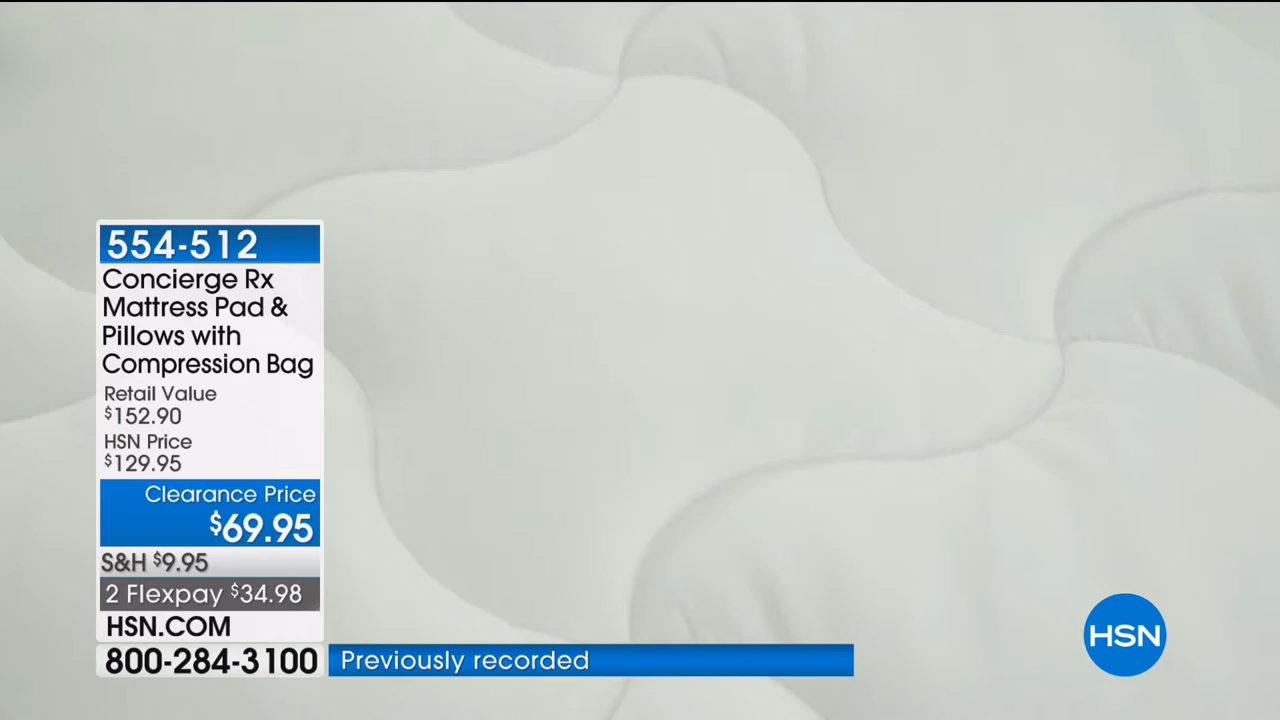 554-512
Concierge Rx
Mattress Pad &
Pillows with
Compression Bag
Retail Value
$152.90
HSN Price
$129.95
Clearance Price
$69.95
S&H $9.95
2 Flexpay $34.98
HSN.COM
800-284-3100
Previously recorded
HSN